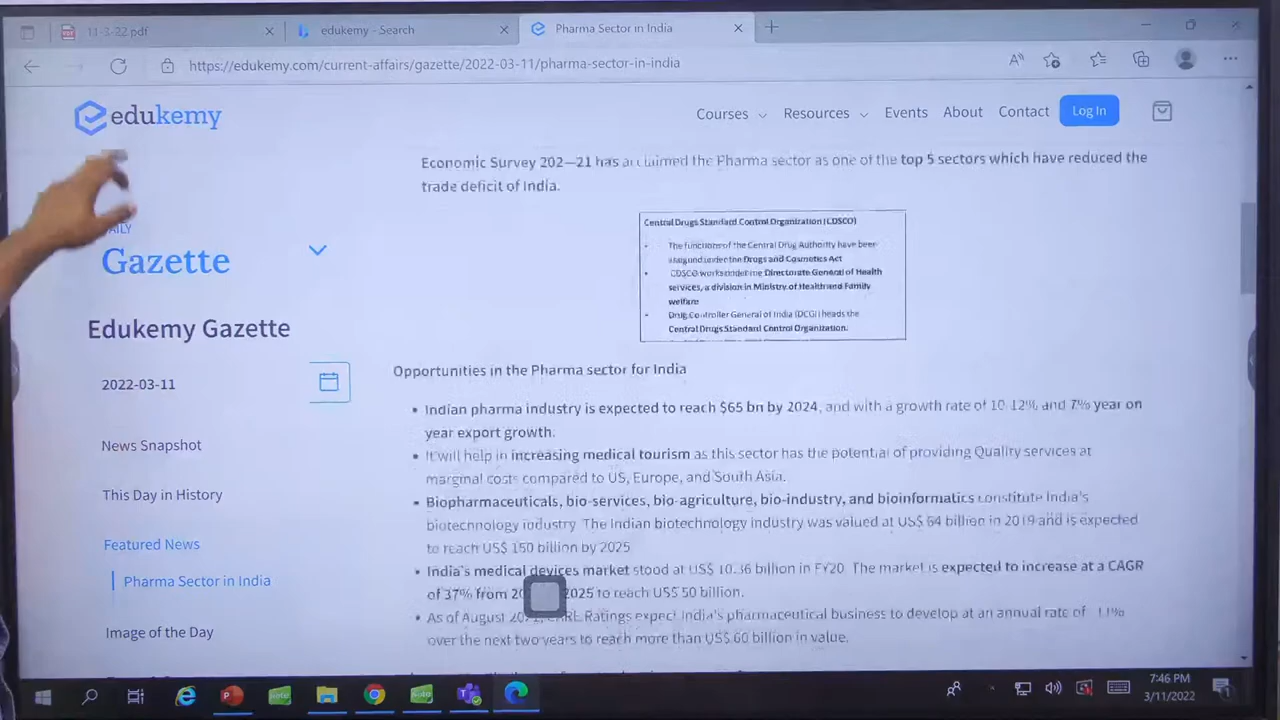 11-3-22.pdf
edukemy - Search
Pharma Sector in India
https://edukemy.com/current-affairs/gazette/2022-03-11/pharma-sector-in-india
edukemy
Courses
Resources
Events
About
Contact
Log In
Economic Survey 202—21 has acclaimed the Pharma sector as one of the top 5 sectors which have reduced the
trade deficit of India.
Central Drugs Standard Control Organization (CDSCO)
The functions of the Central Drug Authority have been
assigned under the Drugs and Cosmetics Act
CDSCO works under the Directorate General of Health
services, a division in Ministry of Health and Family
welfare
Drug Controller General of India (DCGI) heads the
Central Drugs Standard Control Organization.
Gazette
Edukemy Gazette
2022-03-11
News Snapshot
This Day in History
Featured News
Pharma Sector in India
Image of the Day
Opportunities in the Pharma sector for India
Indian pharma industry is expected to reach $65 bn by 2024, and with a growth rate of 10-12% and 7% year on
year export growth.
It will help in increasing medical tourism as this sector has the potential of providing Quality services at
marginal costs compared to US, Europe, and South Asia.
Biopharmaceuticals, bio-services, bio-agriculture, bio-industry, and bioinformatics constitute India's
biotechnology industry. The Indian biotechnology industry was valued at US$ 64 billion in 2019 and is expected
to reach US$ 150 billion by 2025
India's medical devices market stood at US$ 10.36 billion in FY20. The market is expected to increase at a CAGR
of 37% from 2025 to reach US$ 50 billion.
As of August Ratings expect India's pharmaceutical business to develop at an annual rate of 11%
over the next two years to reach more than US$ 60 billion in value.
7:46 PM
3/11/2022